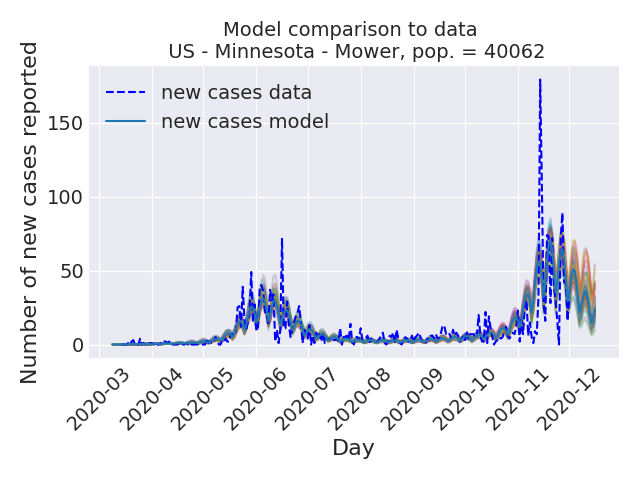 Model comparison to data
US - Minnesota - Mower, pop. = 40062
Number of new cases reported
new cases data
new cases model
150
100
50
0
2020-03
2020-04
2020-05
2020-06
2020-07
2020-08
2020-09
2020-10
2020-11
2020-12
Day